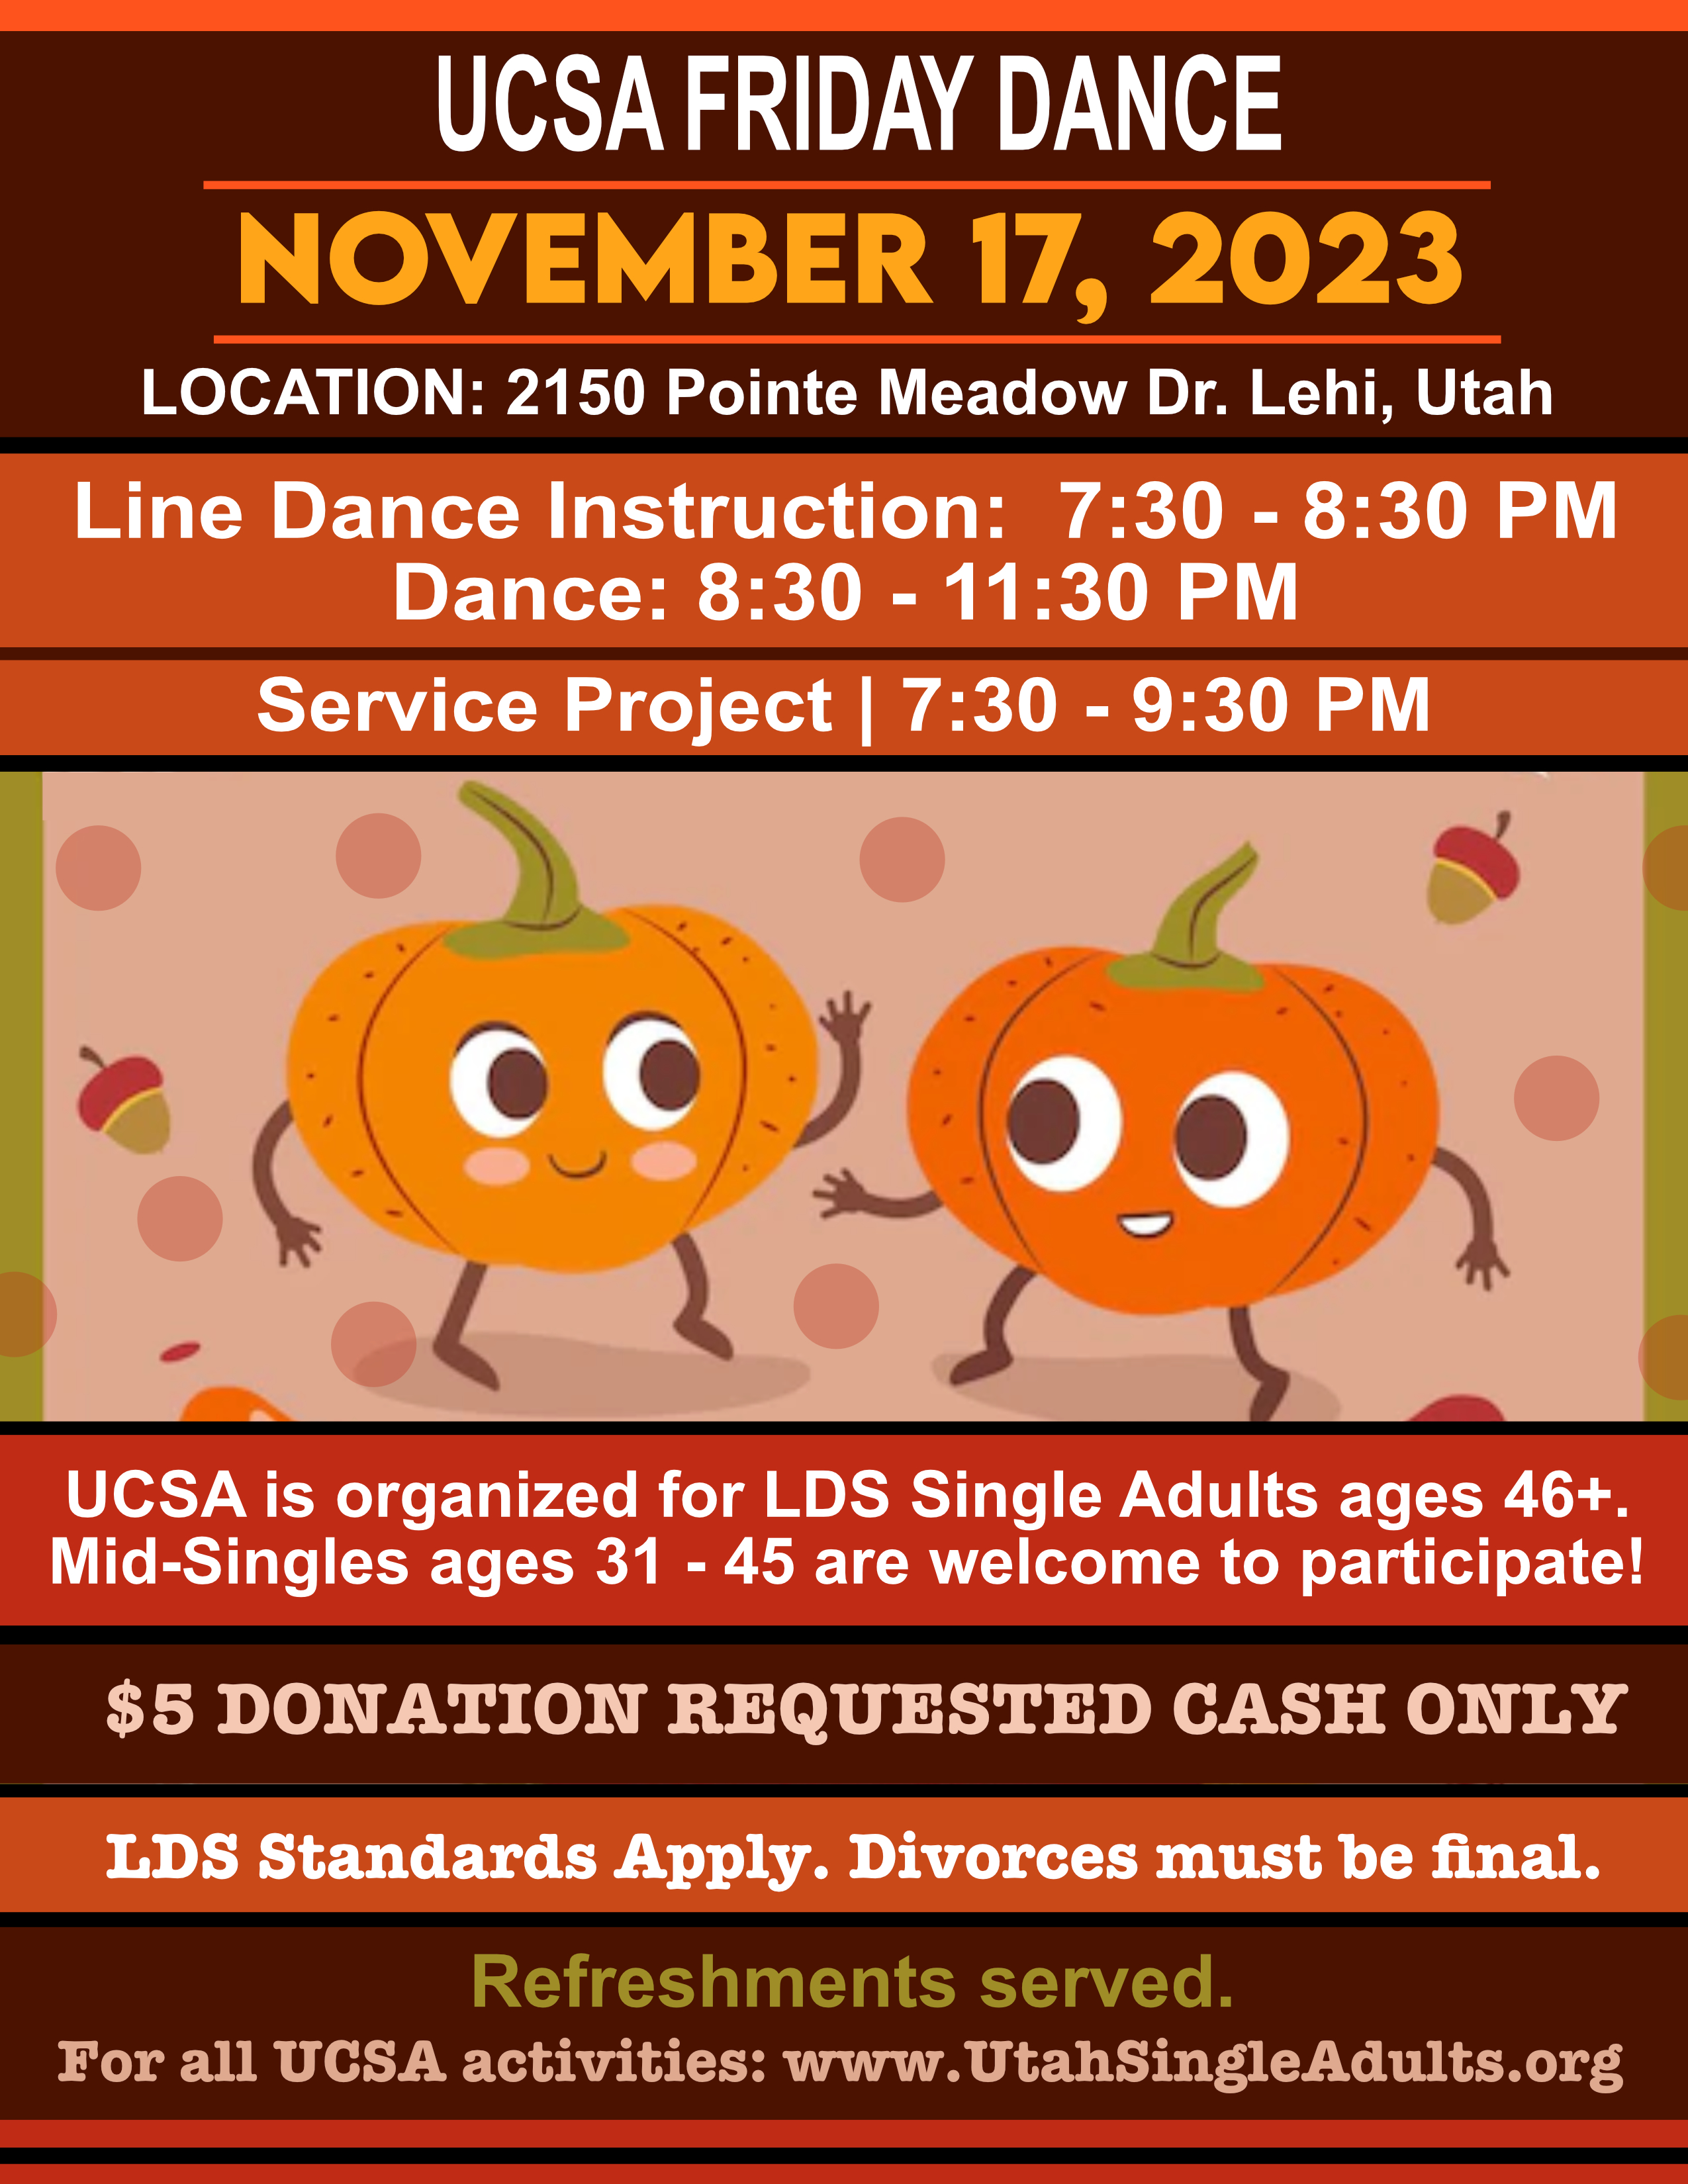 UCSA FRIDAY DANCE
NOVEMBER 17, 2023
LOCATION: 2150 Pointe Meadow Dr. Lehi, Utah
Line Dance Instruction: 7:30 - 8:30 PM
Dance: 8:30 - 11:30 PM
Service Project | 7:30 - 9:30 PM
UCSA is organized for LDS Single Adults ages 46+.
Mid-Singles ages 31 - 45 are welcome to participate!
$5 DONATION REQUESTED CASH ONLY
LDS Standards Apply. Divorces must be final.
Refreshments served.
For all UCSA activities: www.UtahSingleAdults.org